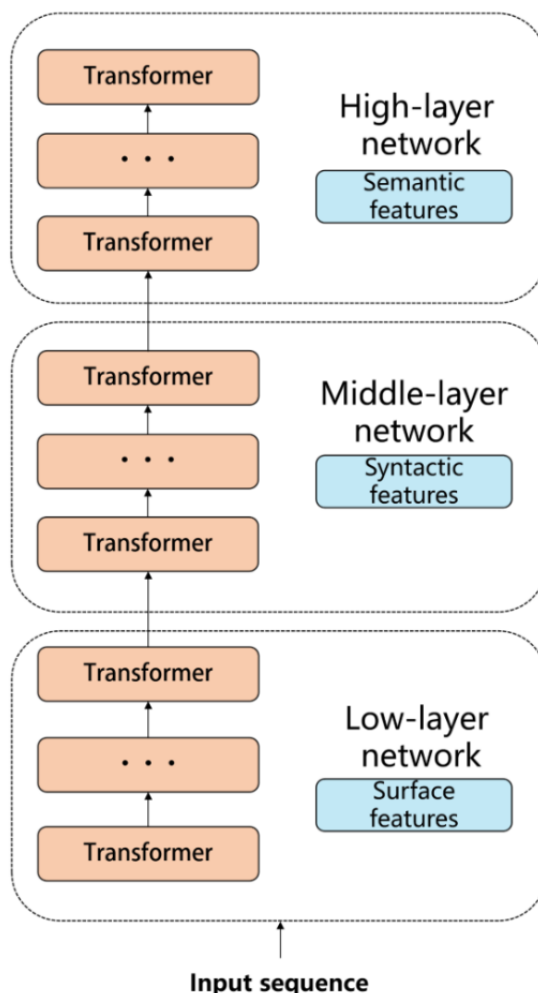 Transformer
• • •
Transformer
High-layer
network
Semantic
features
Transformer
• • •
Transformer
Middle-layer
network
Syntactic
features
Transformer
• • •
Transformer
Low-layer
network
Surface
features
Input sequence